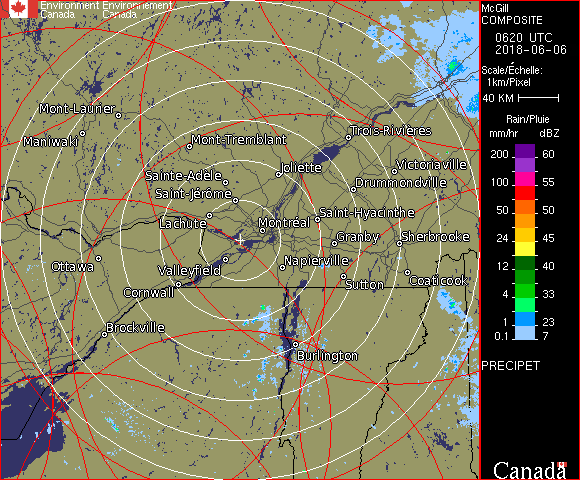 Environment Environnement
Canada Canada
McGill
COMPOSITE
0620 UTC
2018-06-06
Scale/Échelle:
1km/Pixel
40 KM
Rain/Pluie
mm/hr dBZ
200 60
150 57
100 55
50 50
24 45
12 40
4 33
1 23
0.1 7
PRECIPET
Canada
Mont-Laurier
Maniwaki
Mont-Tremblant
Trois-Rivières
Sainte-Adèle
Joliette
Victoriaville
Saint-Jérôme
Drummondville
Lachute
Montréal
Saint-Hyacinthe
Granby
Sherbrooke
Ottawa
Valleyfield
Napierville
Cornwall
Sutton
Coaticook
Brockville
Burlington